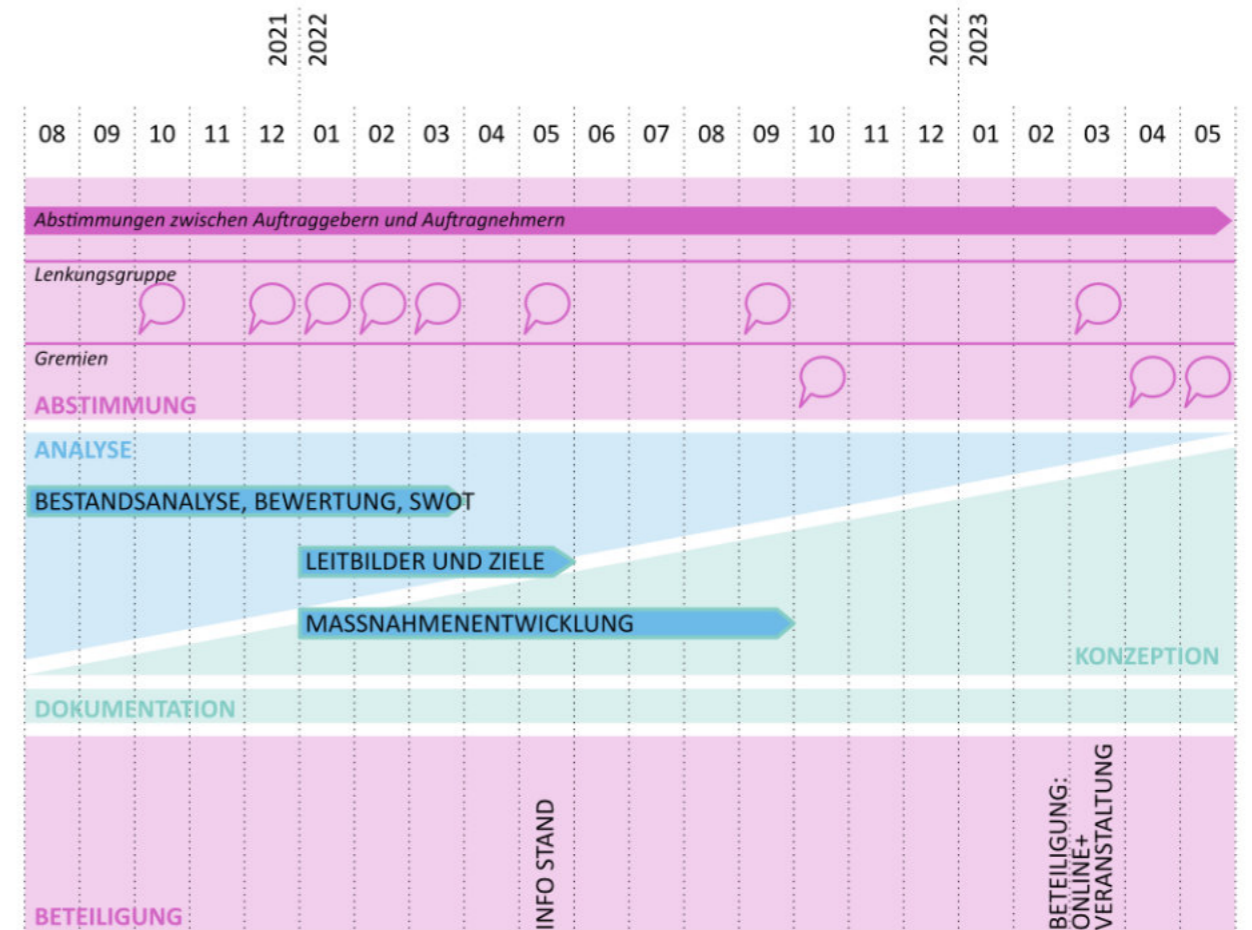 2021
2022
2022
2023
08 09 10 11 12 01 02 03 04 05 06 07 08 09 10 11 12 01 02 03 04 05
Abstimmungen zwischen Auftraggebern und Auftragnehmern
Lenkungsgruppe
Gremien
ABSTIMMUNG
ANALYSE
BESTANDSANALYSE, BEWERTUNG, SWOT
LEITBILDER UND ZIELE
MASSNAHMENENTWICKLUNG
KONZEPTION
DOKUMENTATION
INFO STAND
BETEILIGUNG:
ONLINE+
VERANSTALTUNG
BETEILIGUNG